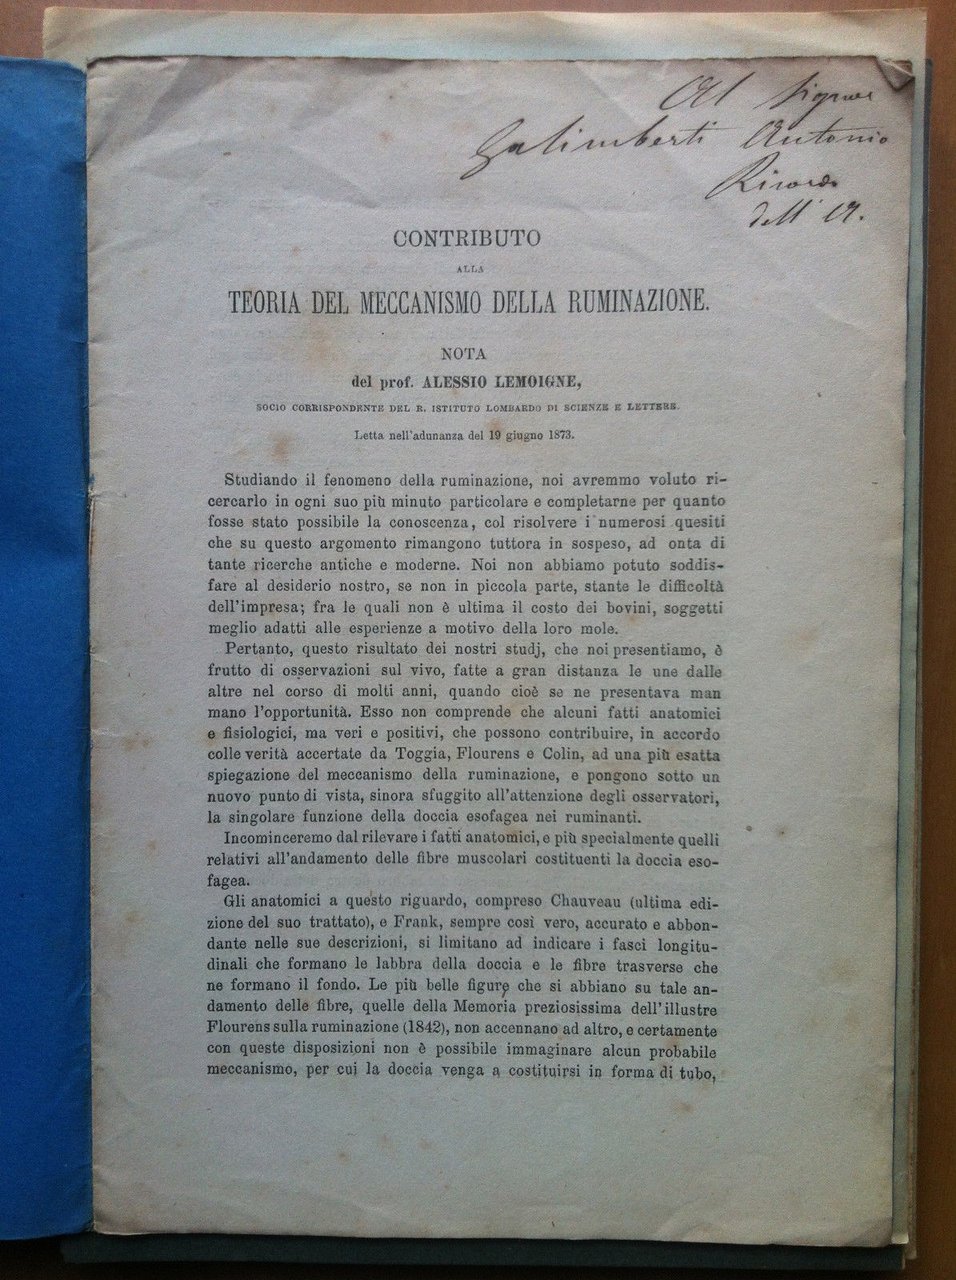 Al Signor
Galimberti Antonio
Ricordo
dell' A.
CONTRIBUTO
ALLA
TEORIA DEL MECCANISMO DELLA RUMINAZIONE.
NOTA
del prof. ALESSIO LEMOIGNE,
SOCIO CORRISPONDENTE DEL R. ISTITUTO LOMBARDO DI SCIENZE E LETTERE.
Letta nell'adunanza del 19 giugno 1873.
Studiando il fenomeno della ruminazione, noi avremmo voluto ri-
cercarlo in ogni suo più minuto particolare e completarne per quanto
fosse stato possibile la conoscenza, col risolvere i numerosi quesiti
che su questo argomento rimangono tuttora in sospeso, ad onta di
tante ricerche antiche e moderne. Noi non abbiamo potuto soddis-
fare al desiderio nostro, se non in piccola parte, stante le difficoltà
dell'impresa; fra le quali non è ultima il costo dei bovini, soggetti
meglio adatti alle esperienze a motivo della loro mole.
Pertanto, questo risultato dei nostri studj, che noi presentiamo, è
frutto di osservazioni sul vivo, fatte a gran distanza le une dalle
altre nel corso di molti anni, quando cioè se ne presentava man
mano l'opportunità. Esso non comprende che alcuni fatti anatomici
e fisiologici, ma veri e positivi, che possono contribuire, in accordo
colle verità accertate da Toggia, Flourens e Colin, ad una più esatta
spiegazione del meccanismo della ruminazione, e pongono sotto un
nuovo punto di vista, sinora sfuggito all'attenzione degli osservatori,
la singolare funzione della doccia esofagea nei ruminanti.
Incominceremo dal rilevare i fatti anatomici, e più specialmente quelli
relativi all'andamento delle fibre muscolari costituenti la doccia eso-
fagea.
Gli anatomici a questo riguardo, compreso Chauveau (ultima edi-
zione del suo trattato), e Frank, sempre così vero, accurato e abbon-
dante nelle sue descrizioni, si limitano ad indicare i fasci longitu-
dinali che formano le labbra della doccia e le fibre trasverse che
ne formano il fondo. Le più belle figure che si abbiano su tale an-
damento delle fibre, quelle della Memoria preziosissima dell'illustre
Flourens sulla ruminazione (1842), non accennano ad altro, e certamente
con queste disposizioni non è possibile immaginare alcun probabile
meccanismo, per cui la doccia venga a costituirsi in forma di tubo,